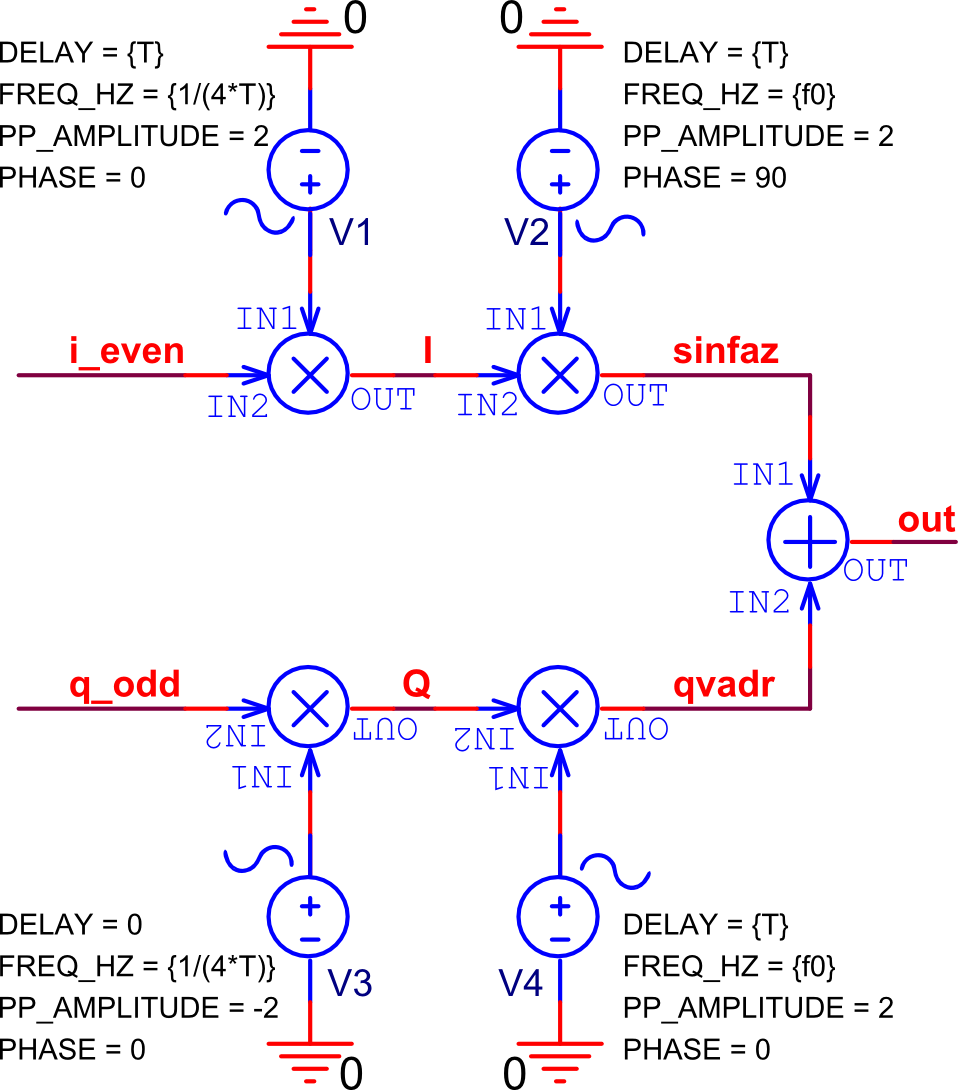 0
0
DELAY = {T}
FREQ_HZ = {1/(4*T)}
PP_AMPLITUDE = 2
PHASE = 0
DELAY = {T}
FREQ_HZ = {f0}
PP_AMPLITUDE = 2
PHASE = 90
V1
V2
IN1
IN1
i_even
I
sinfaz
IN2
OUT
IN2
OUT
IN1
out
OUT
IN2
q_odd
Q
qvadr
IN2
OUT
IN2
OUT
IN1
IN1
DELAY = 0
FREQ_HZ = {1/(4*T)}
PP_AMPLITUDE = -2
PHASE = 0
V3
V4
DELAY = {T}
FREQ_HZ = {f0}
PP_AMPLITUDE = 2
PHASE = 0
0
0